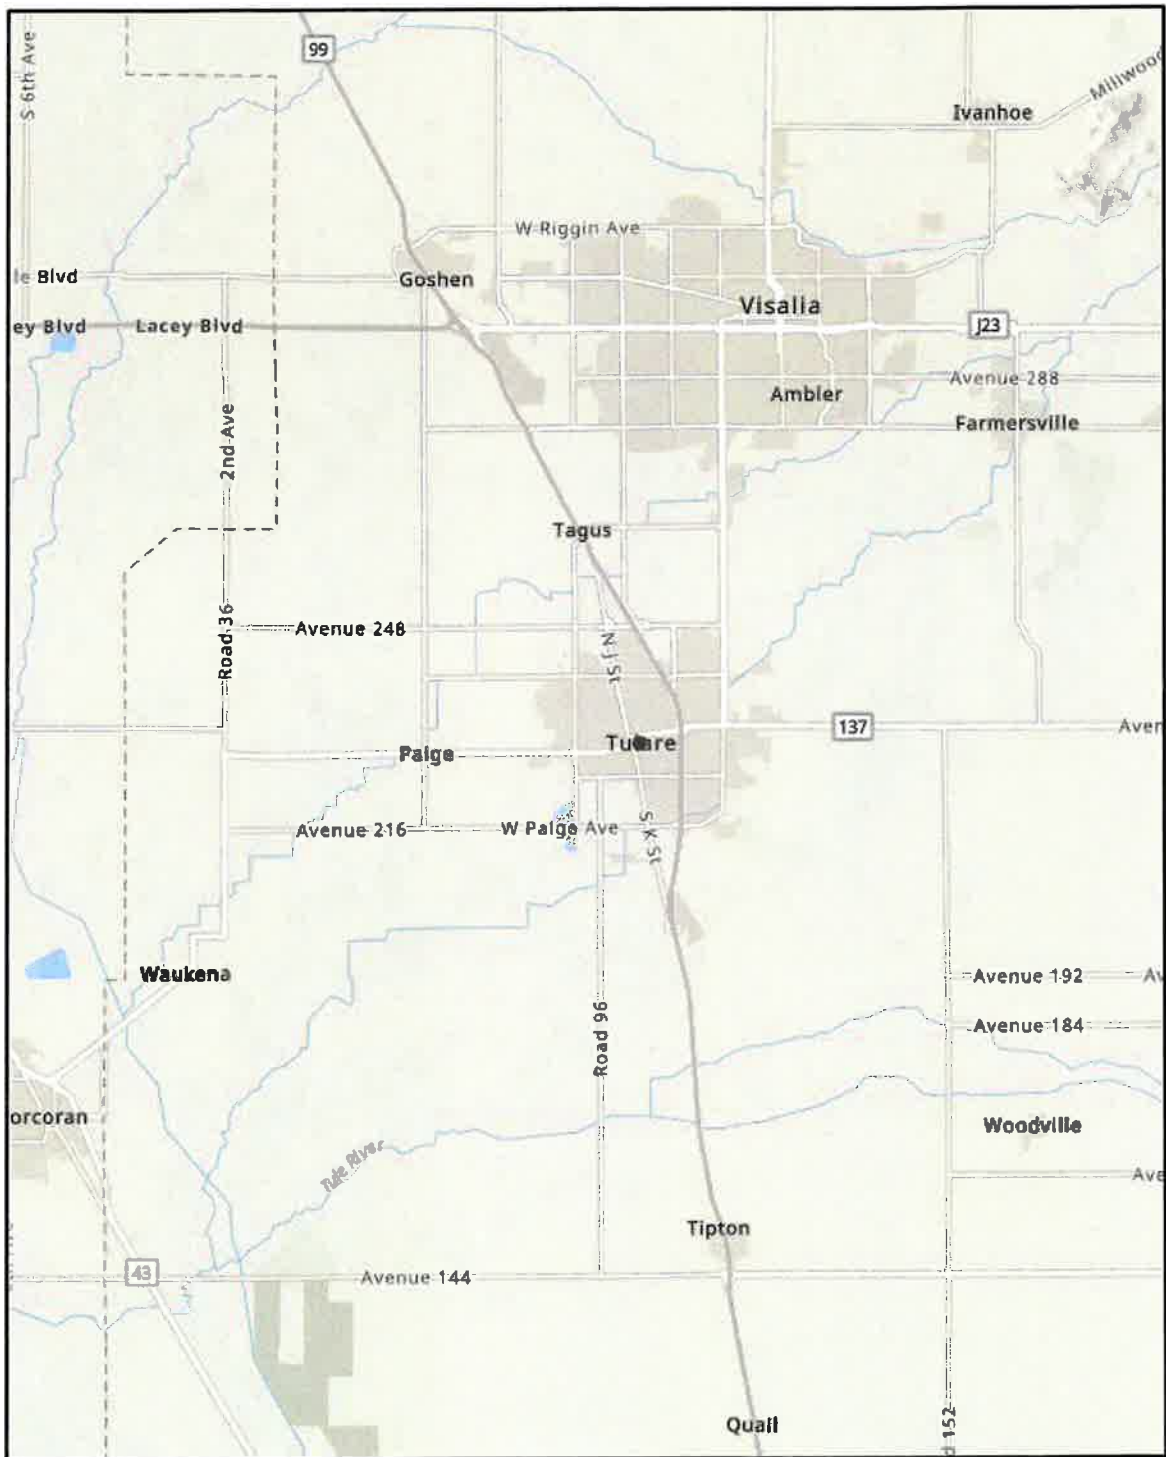 99
S 6th Ave
Millwood
Ivanhoe
W Riggin Ave
le Blvd
Goshen
Visalia
ey Blvd
Lacey Blvd
J23
Avenue 288
Ambler
2nd Ave
Farmersville
Tagus
Road 36
Avenue 248
N J St
137
Aven
Tulare
Paige
Avenue 216
W Paige Ave
S K St
Waukena
Avenue 192
Av
Road 96
Avenue 184
orcoran
Woodville
Tule River
Ave
Tipton
43
Avenue 144
Quail
d 152